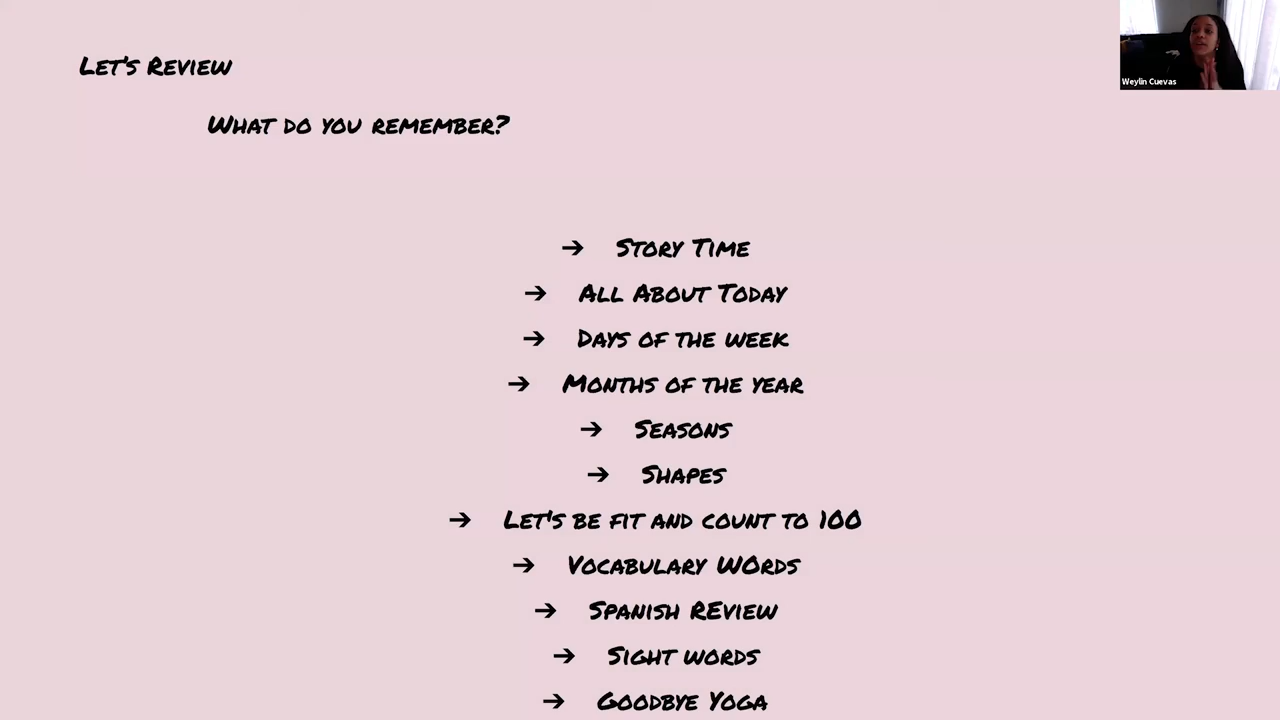 Let's Review
What do you remember?
➔ Story Time
➔ All About Today
➔ Days of the week
➔ Months of the year
➔ Seasons
➔ Shapes
➔ Let's be fit and count to 100
➔ Vocabulary WOrds
➔ Spanish REview
➔ Sight words
➔ Goodbye Yoga
Weylin Cuevas